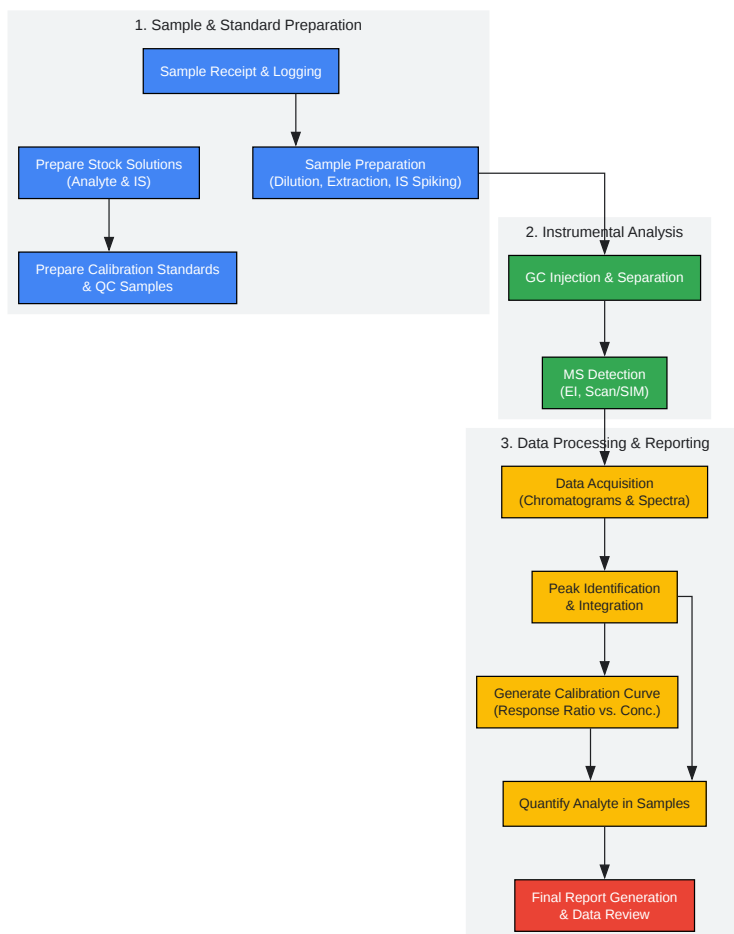 1. Sample & Standard Preparation
Sample Receipt & Logging
Prepare Stock Solutions
(Analyte & IS)
Sample Preparation
(Dilution, Extraction, IS Spiking)
Prepare Calibration Standards
& QC Samples
2. Instrumental Analysis
GC Injection & Separation
MS Detection
(EI, Scan/SIM)
3. Data Processing & Reporting
Data Acquisition
(Chromatograms & Spectra)
Peak Identification
& Integration
Generate Calibration Curve
(Response Ratio vs. Conc.)
Quantify Analyte in Samples
Final Report Generation
& Data Review